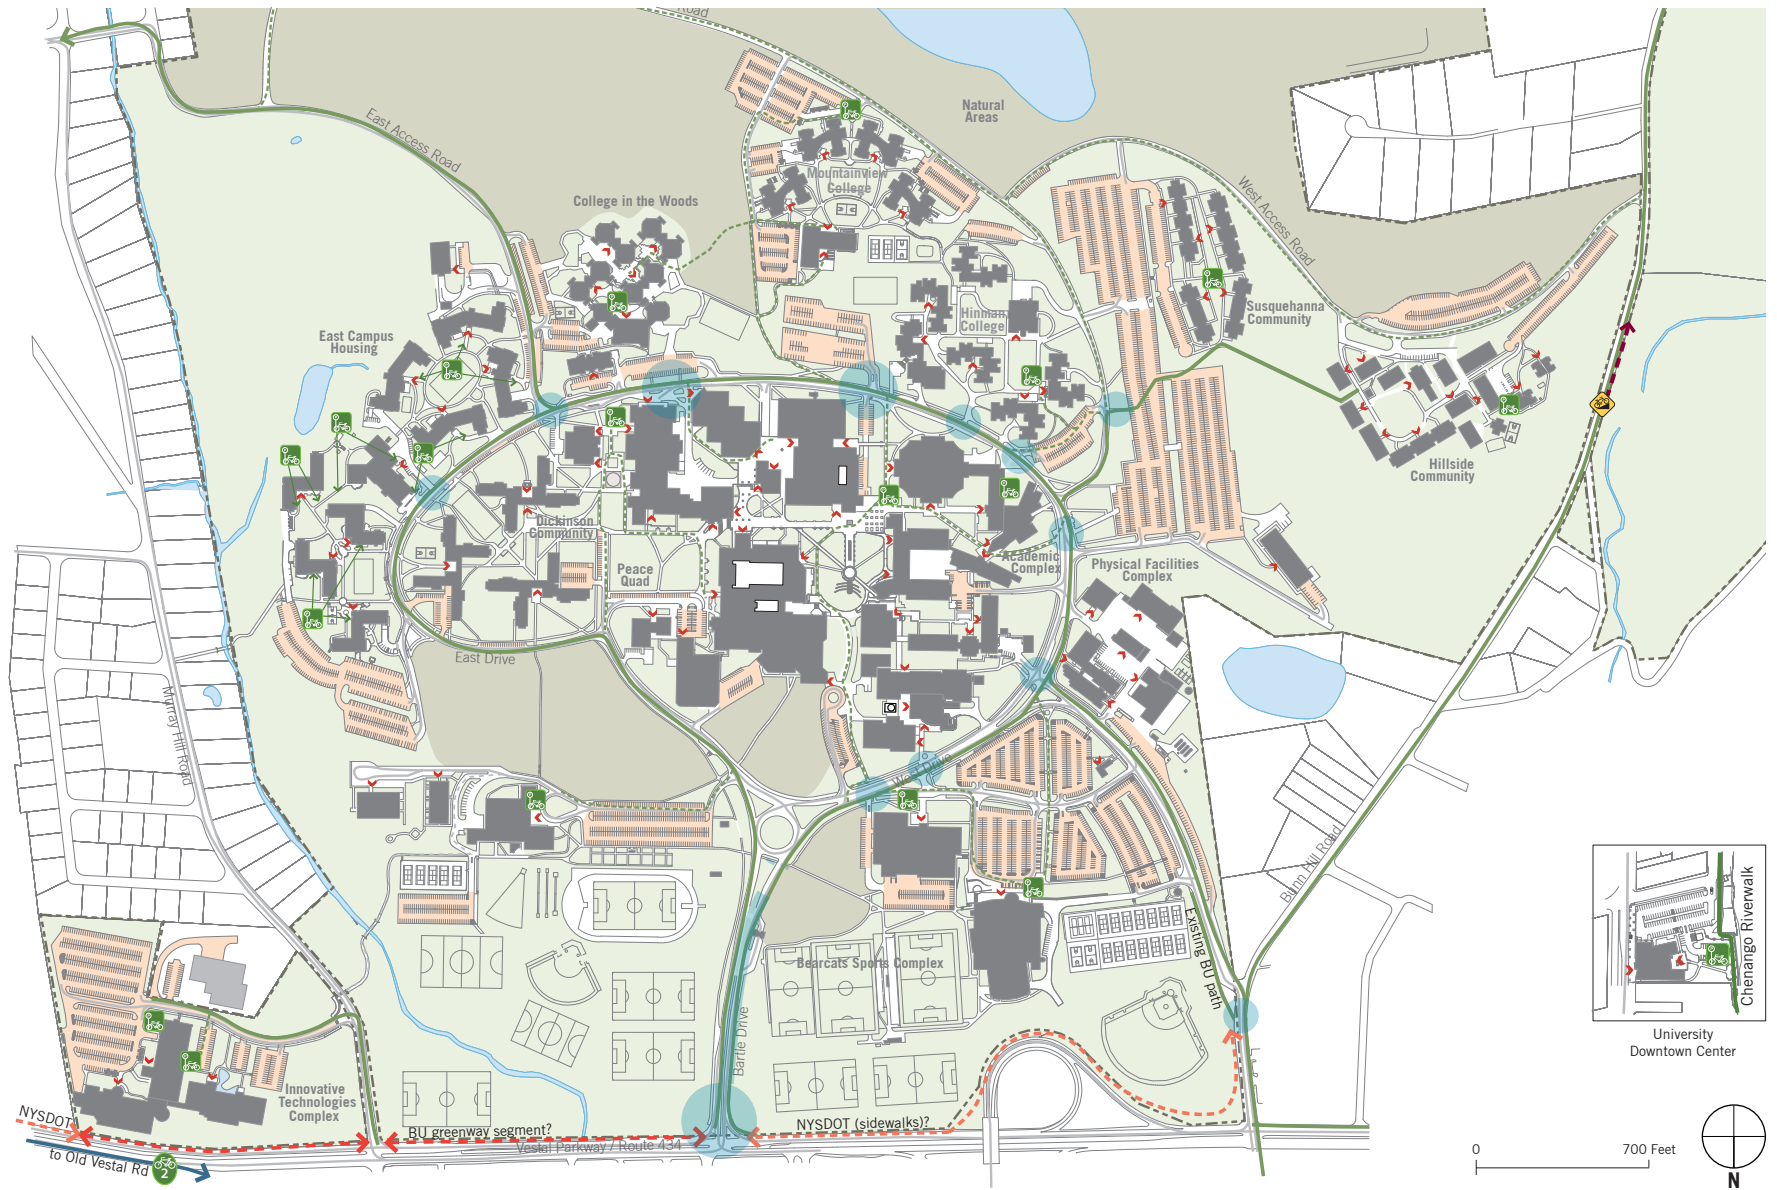 Road
Natural
Areas
East Access Road
Mountainview
College
College in the Woods
West Access Road
Hinman
College
Susquehanna
Community
East Campus
Housing
Hillside
Community
Dickinson
Community
Peace
Quad
Academic
Complex
Physical Facilities
Complex
East Drive
Murray Hill Road
West Drive
Bunn Hill Road
Existing BU path
Bearcats Sports Complex
Bartle Drive
Chenango Riverwalk
University
Downtown Center
Innovative
Technologies
Complex
NYSDOT
BU greenway segment?
NYSDOT (sidewalks)?
Vestal Parkway / Route 434
to Old Vestal Rd
2
0
700 Feet
N